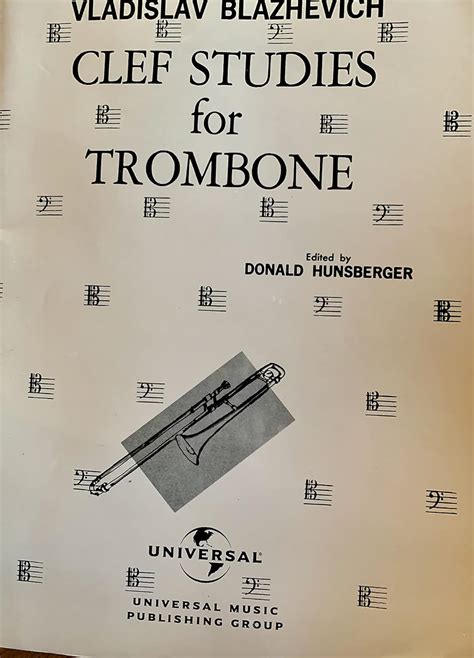 VLADISLAV BLAZHEVICH
CLEF STUDIES
for
TROMBONE
Edited by
DONALD HUNSBERGER
UNIVERSAL
UNIVERSAL MUSIC
PUBLISHING GROUP